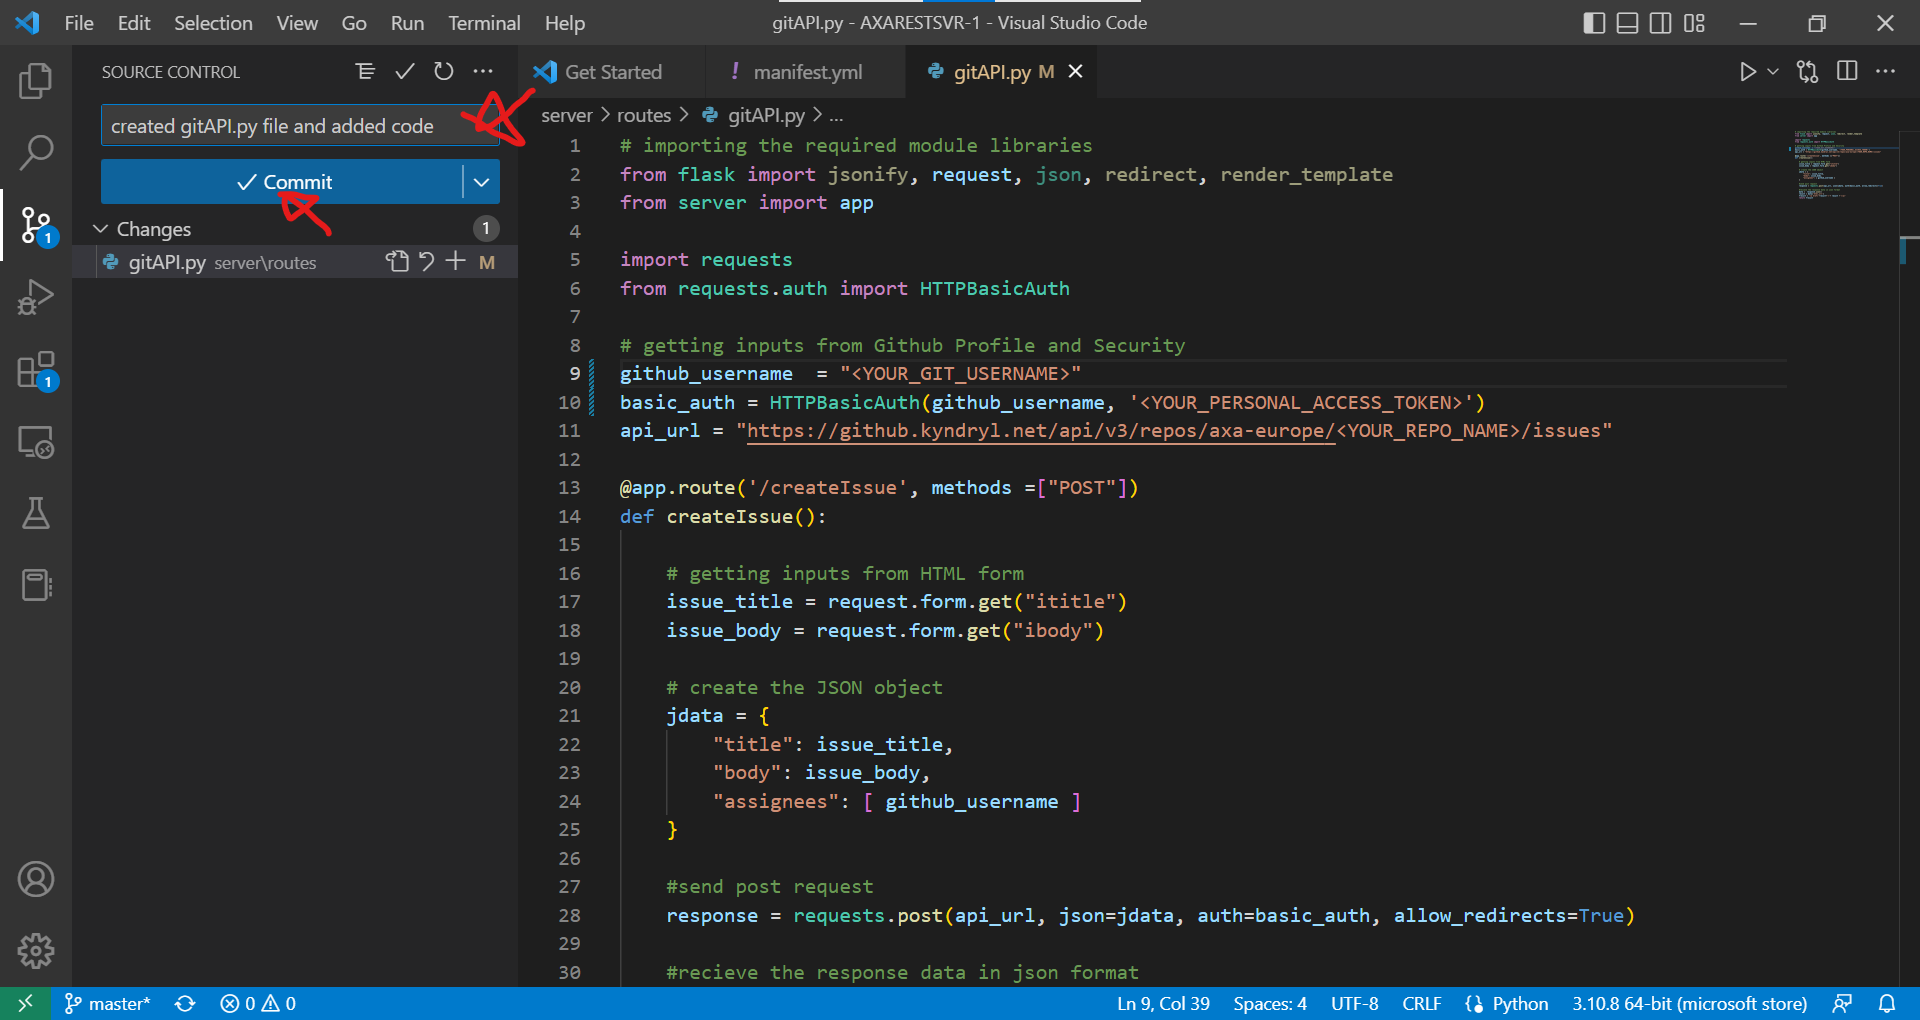 File Edit Selection View Go Run Terminal Help
gitAPI.py - AXARESTSVR-1 - Visual Studio Code
SOURCE CONTROL
Get Started
! manifest.yml
gitAPI.py M
created gitAPI.py file and added code
Commit
Changes 1
gitAPI.py server\routes M
1
1
server > routes > gitAPI.py > ...
1 # importing the required module libraries
2 from flask import jsonify, request, json, redirect, render_template
3 from server import app
4
5 import requests
6 from requests.auth import HTTPBasicAuth
7
8 # getting inputs from Github Profile and Security
9 github_username  = "<YOUR_GIT_USERNAME>"
10 basic_auth = HTTPBasicAuth(github_username, '<YOUR_PERSONAL_ACCESS_TOKEN>')
11 api_url = "https://github.kyndryl.net/api/v3/repos/axa-europe/<YOUR_REPO_NAME>/issues"
12
13 @app.route('/createIssue', methods =["POST"])
14 def createIssue():
15
16     # getting inputs from HTML form
17     issue_title = request.form.get("ititle")
18     issue_body = request.form.get("ibody")
19
20     # create the JSON object
21     jdata = {
22         "title": issue_title,
23         "body": issue_body,
24         "assignees": [ github_username ]
25     }
26
27     #send post request
28     response = requests.post(api_url, json=jdata, auth=basic_auth, allow_redirects=True)
29
30     #recieve the response data in json format
master* 0 0
Ln 9, Col 39 Spaces: 4 UTF-8 CRLF Python 3.10.8 64-bit (microsoft store)